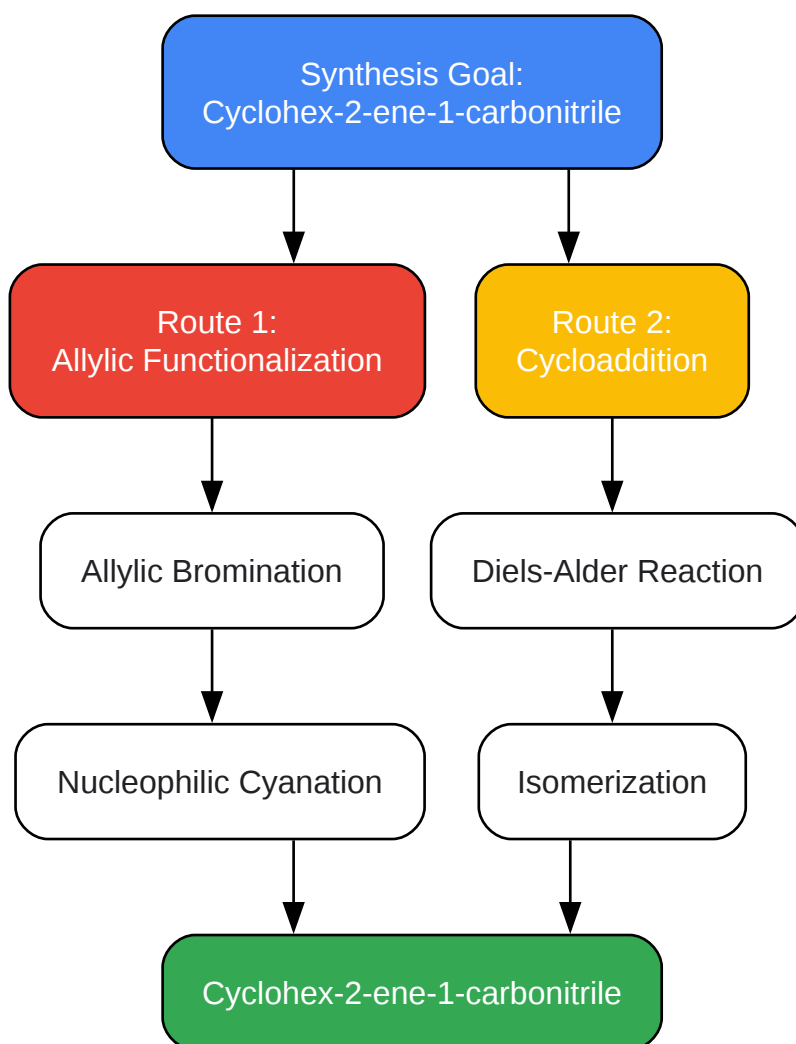 Synthesis Goal:
Cyclohex-2-ene-1-carbonitrile
Route 1:
Allylic Functionalization
Route 2:
Cycloaddition
Allylic Bromination
Diels-Alder Reaction
Nucleophilic Cyanation
Isomerization
Cyclohex-2-ene-1-carbonitrile